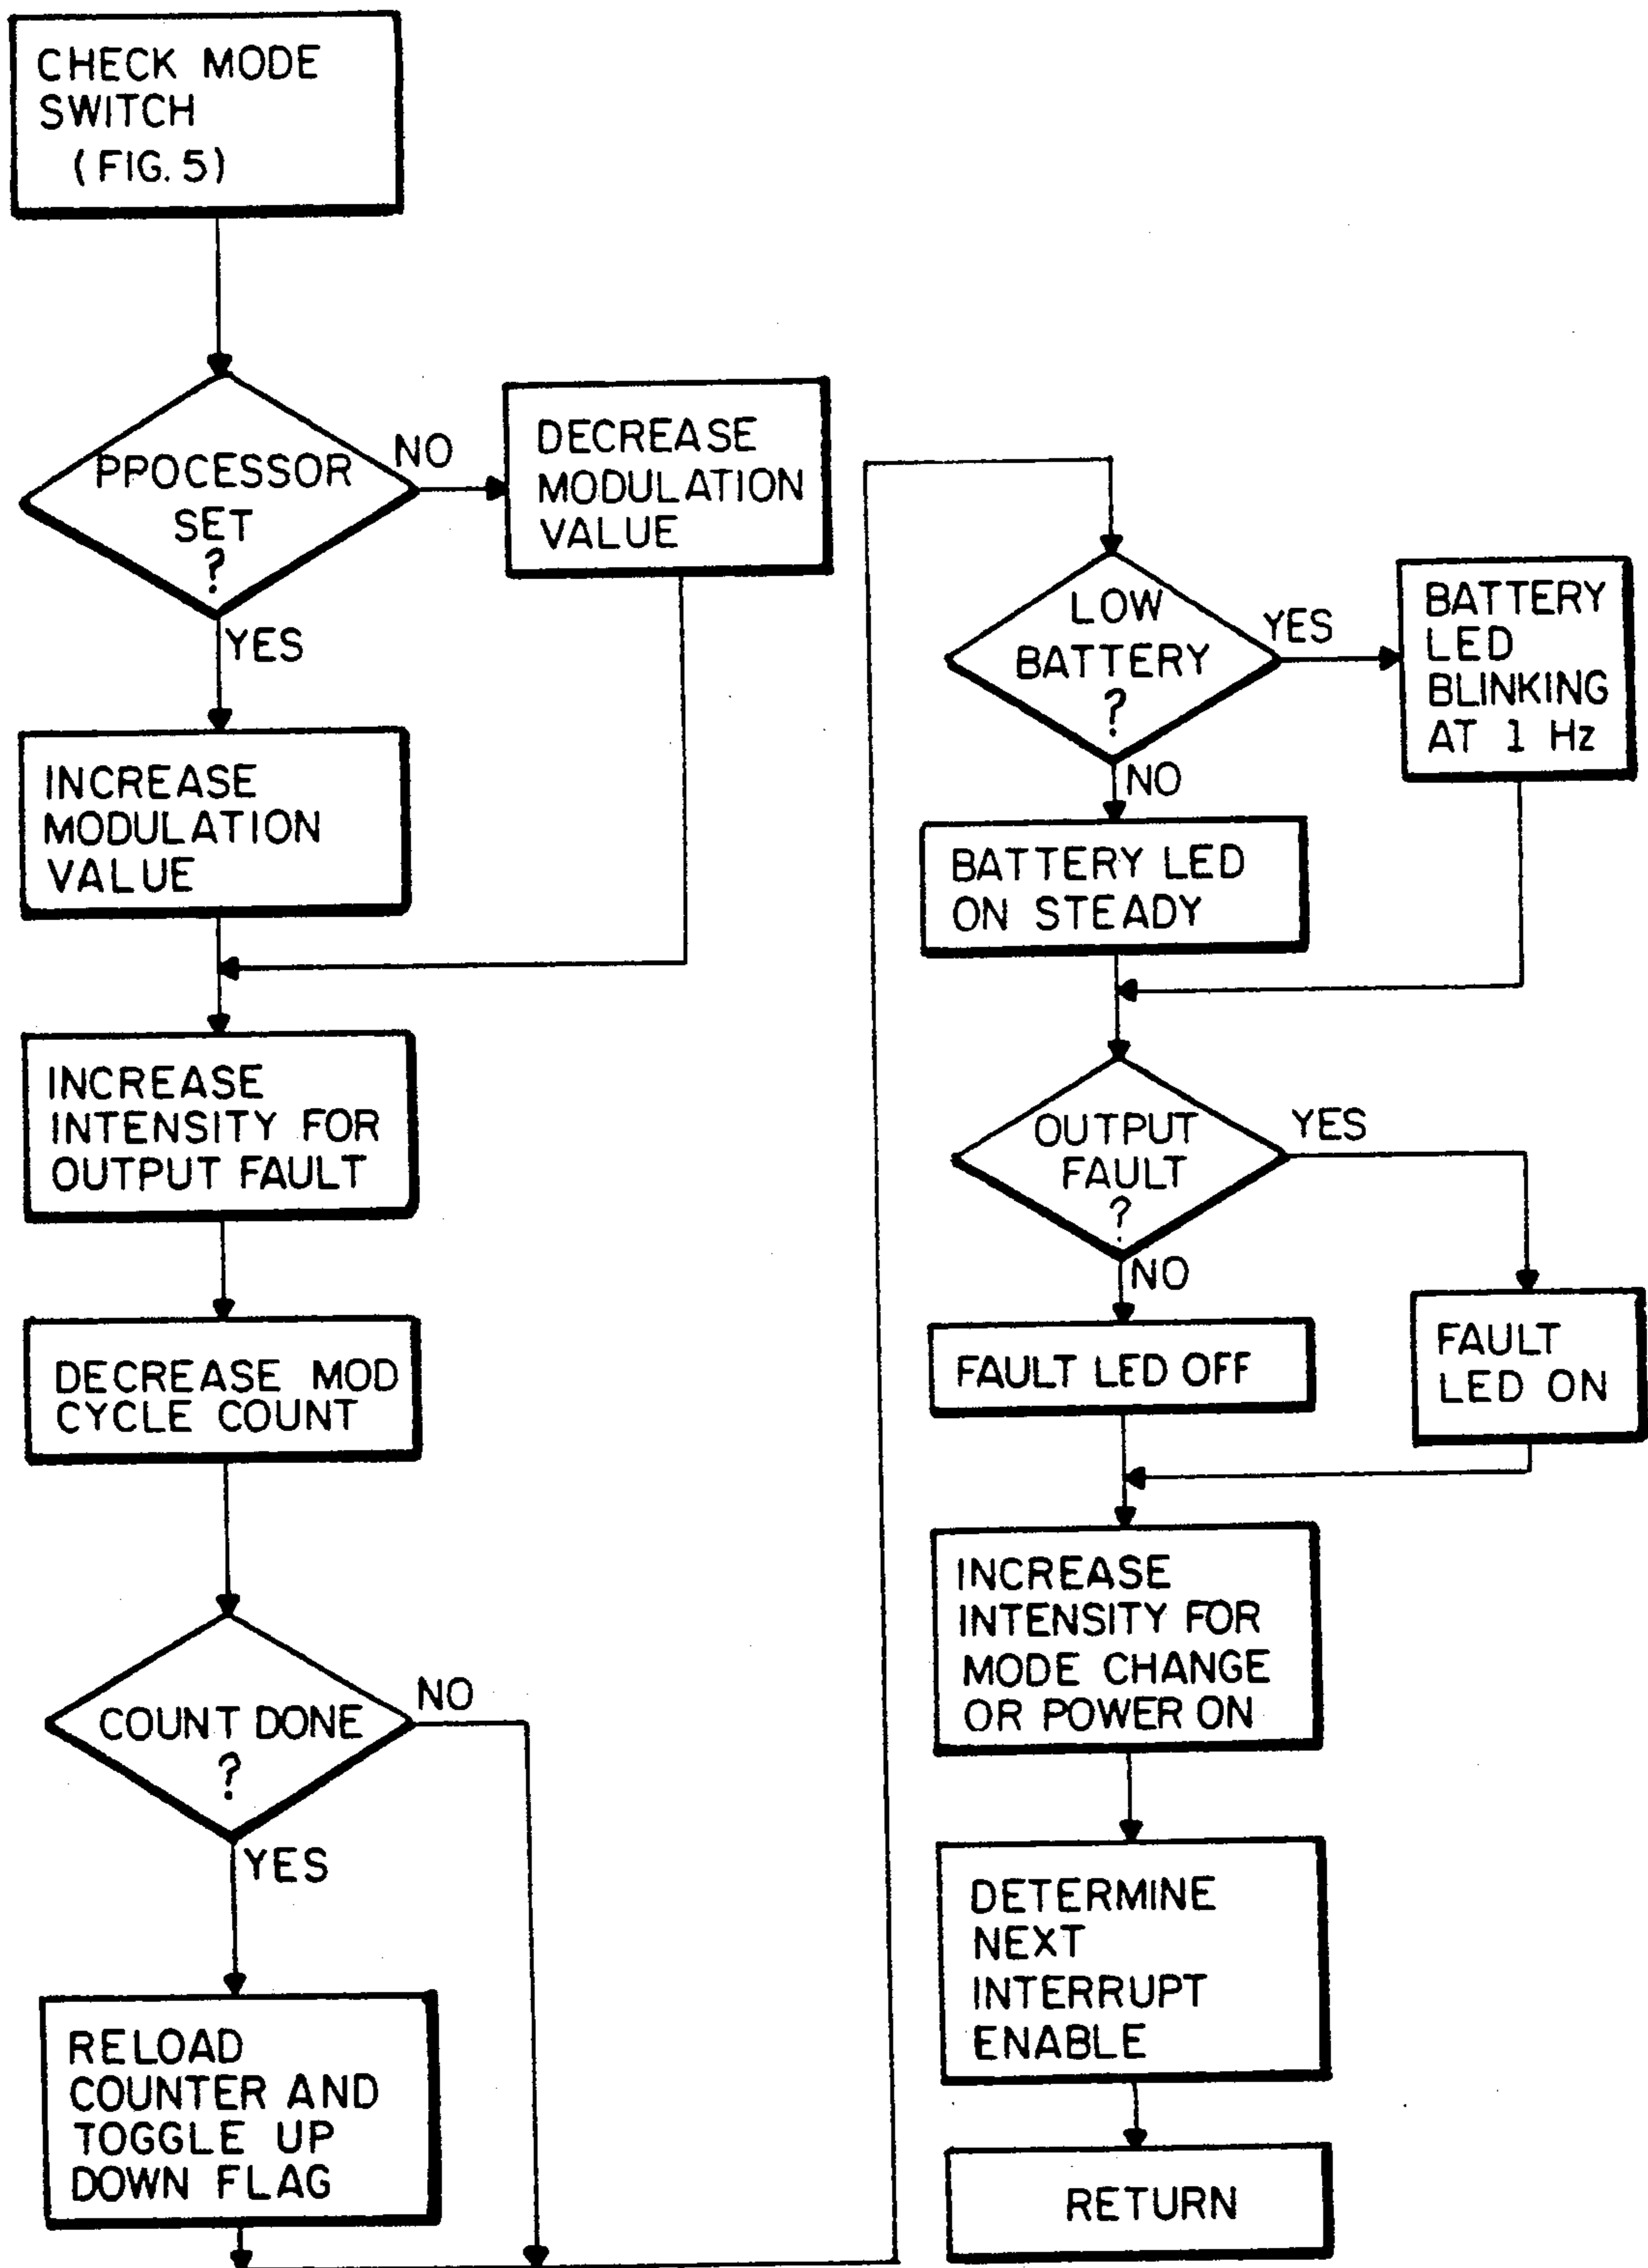 CHECK MODE
SWITCH
(FIG. 5)
PPOCESSOR
SET
?
NO
DECREASE
MODULATION
VALUE
YES
INCREASE
MODULATION
VALUE
INCREASE
INTENSITY FOR
OUTPUT FAULT
DECREASE MOD
CYCLE COUNT
COUNT DONE
?
NO
YES
RELOAD
COUNTER AND
TOGGLE UP
DOWN FLAG
LOW
BATTERY
?
YES
BATTERY
LED
BLINKING
AT 1 Hz
NO
BATTERY LED
ON STEADY
OUTPUT
FAULT
?
YES
FAULT
LED ON
NO
FAULT LED OFF
INCREASE
INTENSITY FOR
MODE CHANGE
OR POWER ON
DETERMINE
NEXT
INTERRUPT
ENABLE
RETURN